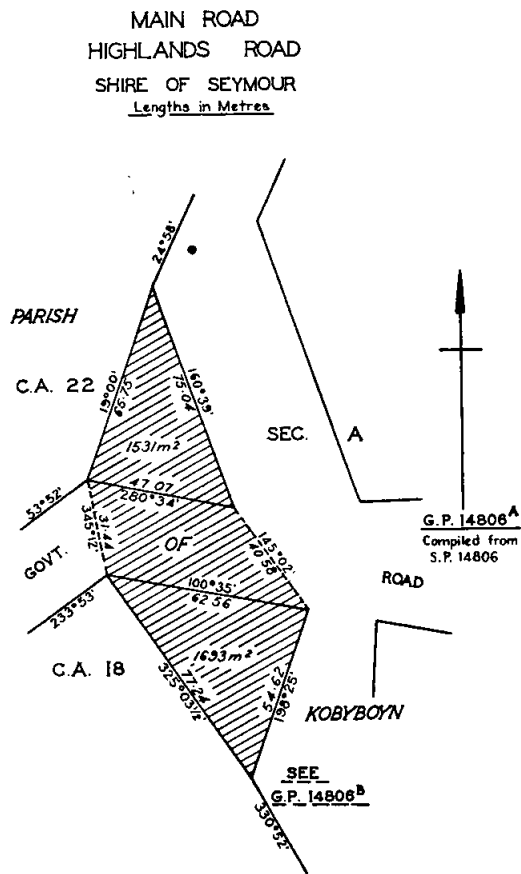 MAIN ROAD
HIGHLANDS ROAD
SHIRE OF SEYMOUR
Lengths in Metres
24°58'
PARISH
C.A. 22
19°00'
66.75
160°39'
75.04
SEC. A
1531m²
53°52'
47.07
280°34'
G.P. 14806ᴬ
Compiled from
S.P. 14806
GOVT.
345°12'
31.44
OF
145°02'
40.58
ROAD
100°35'
62.56
233°53'
C.A. 18
1693m²
77.24
325°03½'
54.62
198°25'
KOBYBOYN
SEE
G.P. 14806ᴮ
330°52'